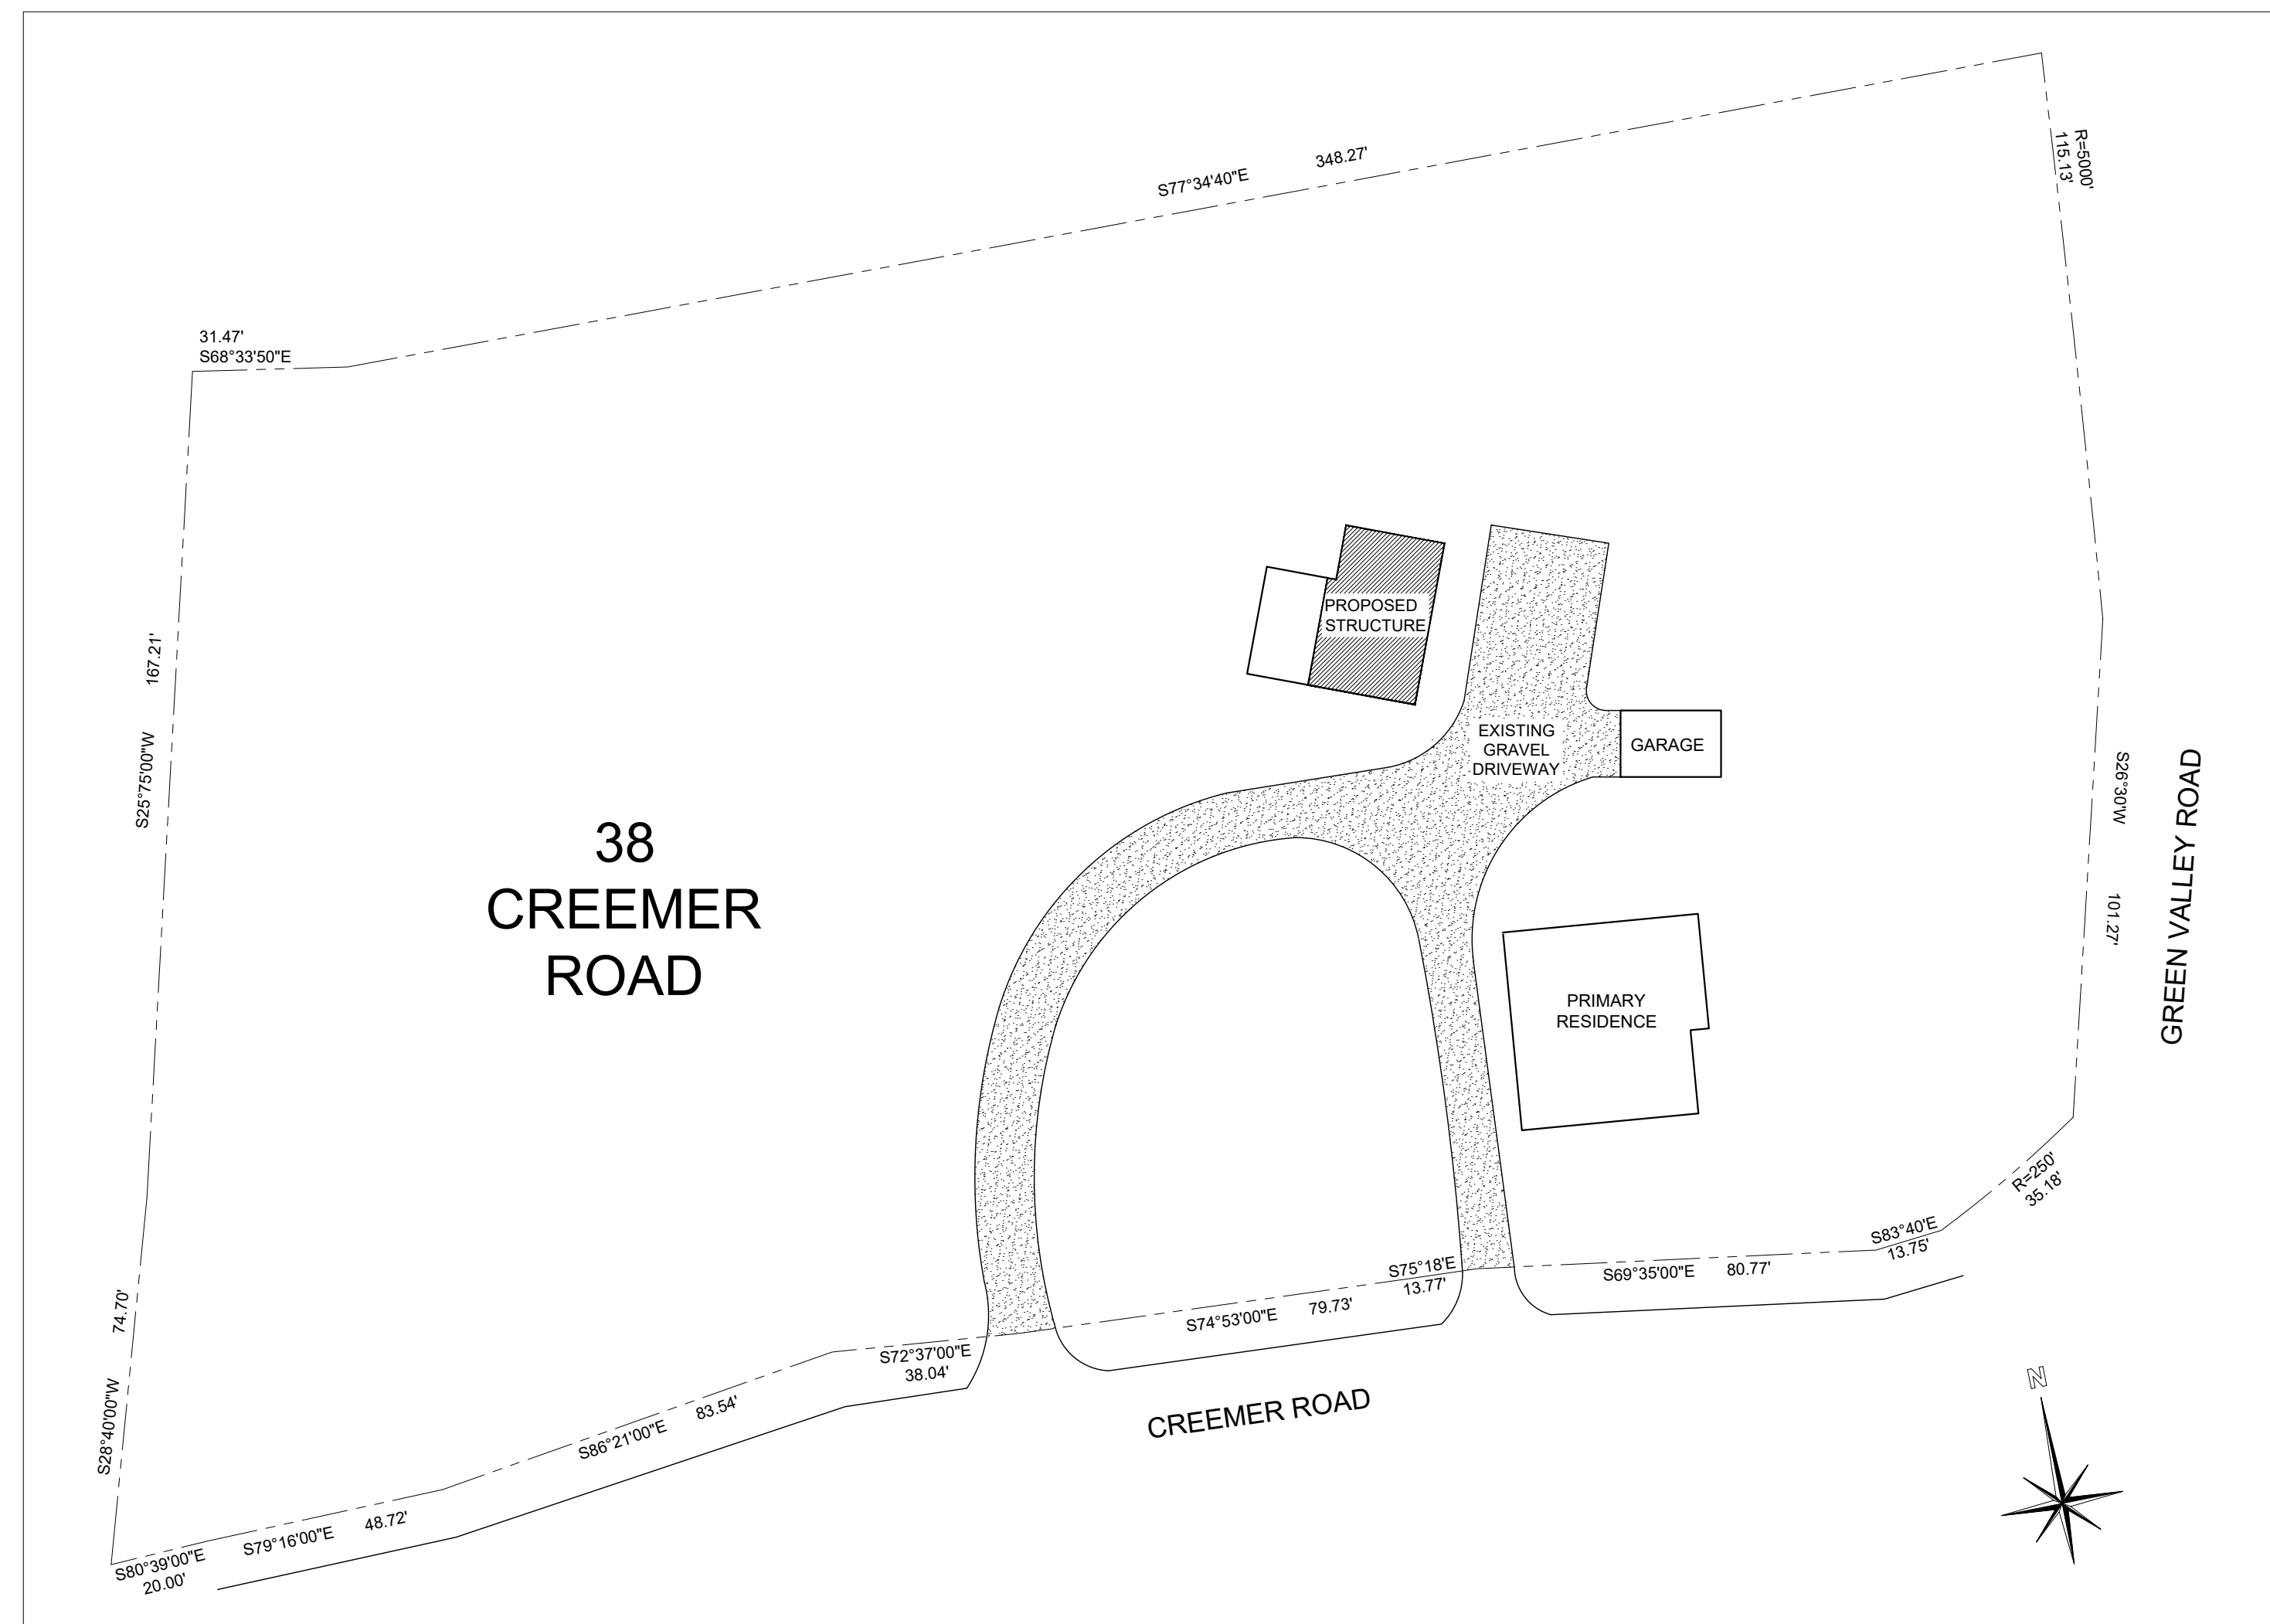 S77°34'40"E 348.27'
R=5000'
115.13'
31.47'
S68°33'50"E
PROPOSED
STRUCTURE
167.21'
S25°75'00"W
EXISTING
GRAVEL
DRIVEWAY
GARAGE
38
CREEMER
ROAD
S26°30'W 101.27'
GREEN VALLEY ROAD
PRIMARY
RESIDENCE
R=250'
35.18'
S83°40'E
13.75'
S75°18'E
13.77'
S69°35'00"E 80.77'
S74°53'00"E 79.73'
74.70'
S28°40'00"W
S72°37'00"E
38.04'
CREEMER ROAD
N
S86°21'00"E 83.54'
S79°16'00"E 48.72'
S80°39'00"E
20.00'